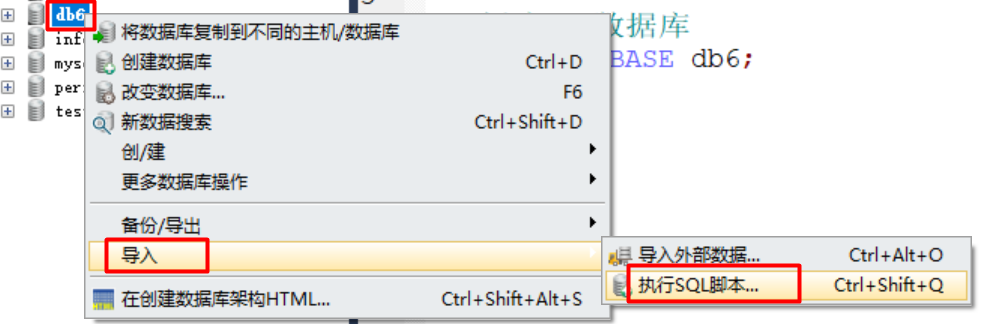 db6
将数据库复制到不同的主机/数据库
创建数据库 Ctrl+D
改变数据库... F6
新数据搜索 Ctrl+Shift+D
创/建
更多数据库操作
备份/导出
导入
在创建数据库架构HTML... Ctrl+Shift+Alt+S
导入外部数据... Ctrl+Alt+O
执行SQL脚本... Ctrl+Shift+Q
inf
mys
per
tes
数据库
BASE db6;